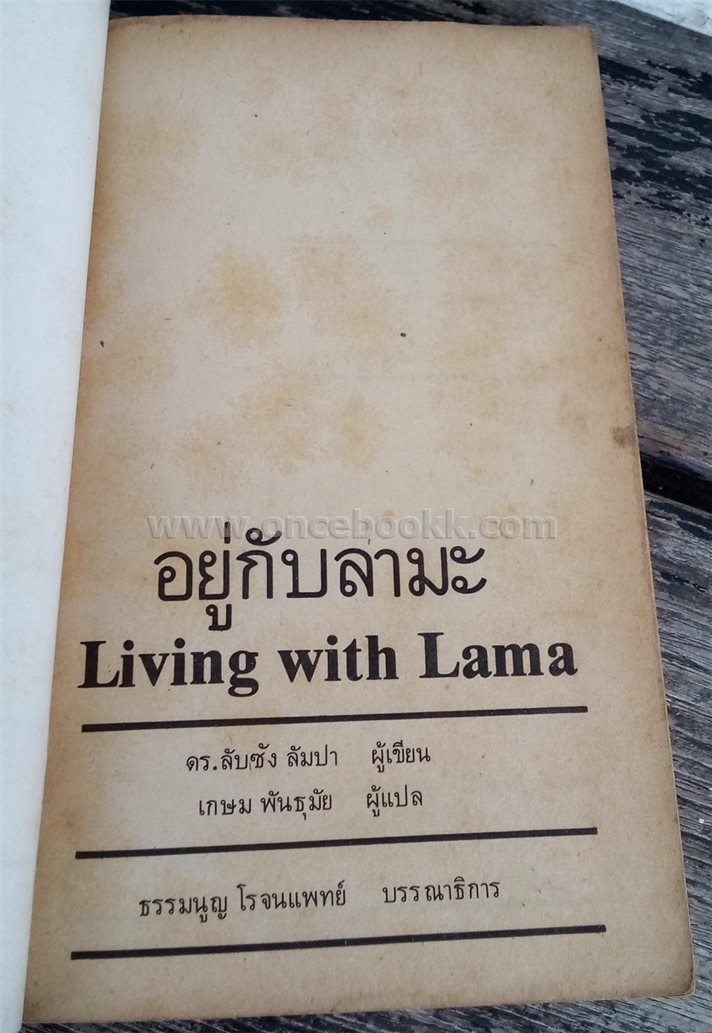 www.oncebookk.com
อยู่กับลามะ
Living with Lama
ดร.ลับซัง ลัมปา ผู้เขียน
เกษม พันธุมัย ผู้แปล
ธรรมนูญ โรจนแพทย์ บรรณาธิการ